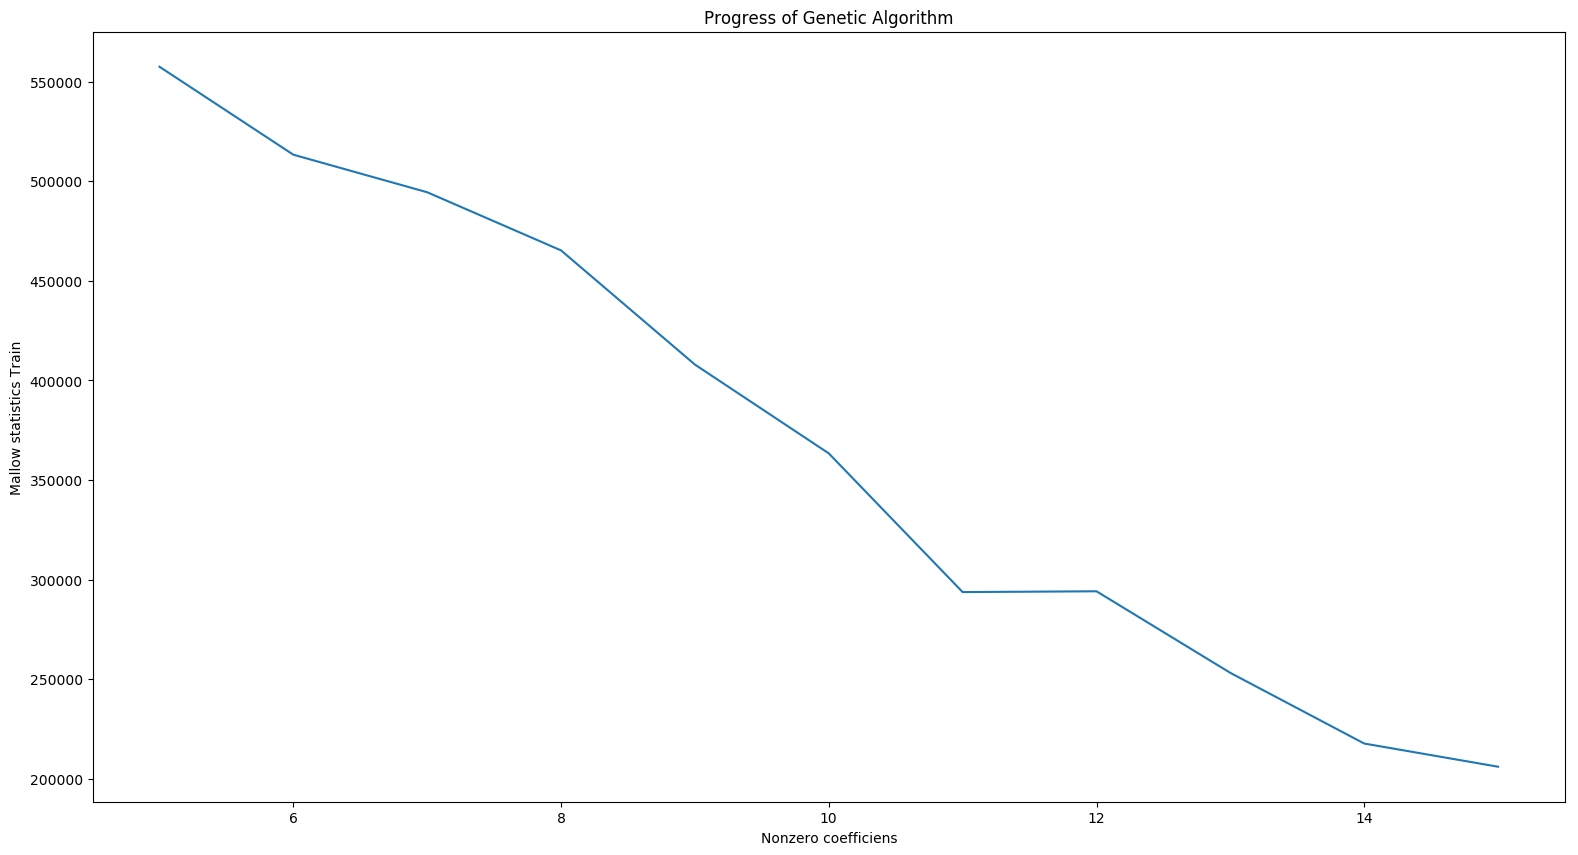 Progress of Genetic Algorithm
550000
500000
450000
400000
350000
300000
250000
200000
Mallow statistics Train
6 8 10 12 14
Nonzero coefficiens